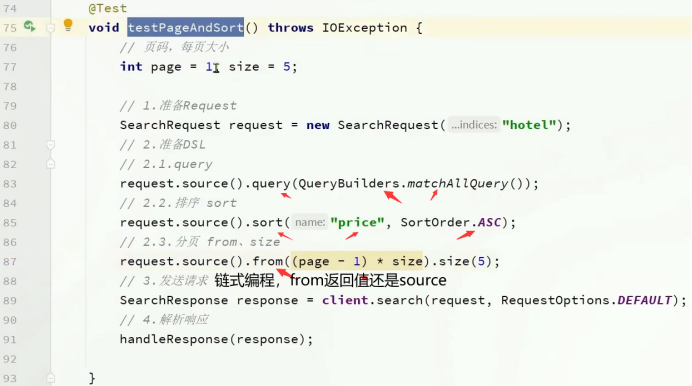 74 @Test
75 void testPageAndSort() throws IOException {
76 // 页码，每页大小
77 int page = 1, size = 5;
78
79 // 1.准备Request
80 SearchRequest request = new SearchRequest( ...indices: "hotel");
81 // 2.准备DSL
82 // 2.1.query
83 request.source().query(QueryBuilders.matchAllQuery());
84 // 2.2.排序 sort
85 request.source().sort( name: "price", SortOrder.ASC);
86 // 2.3.分页 from、size
87 request.source().from((page - 1) * size).size(5);
88 // 3.发送请求 链式编程，from返回值还是source
89 SearchResponse response = client.search(request, RequestOptions.DEFAULT);
90 // 4.解析响应
91 handleResponse(response);
92
93 }